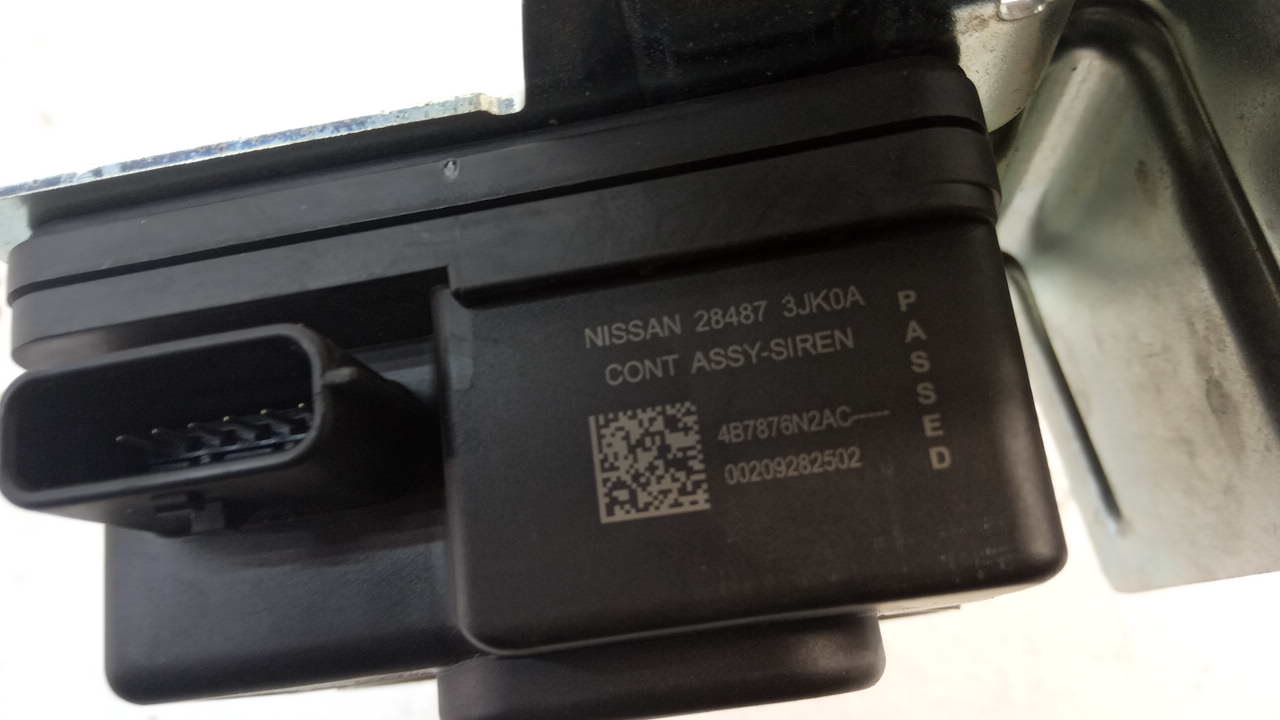 NISSAN 28487 3JK0A
CONT ASSY-SIREN
4B7876N2AC-----
00209282502
PASSED